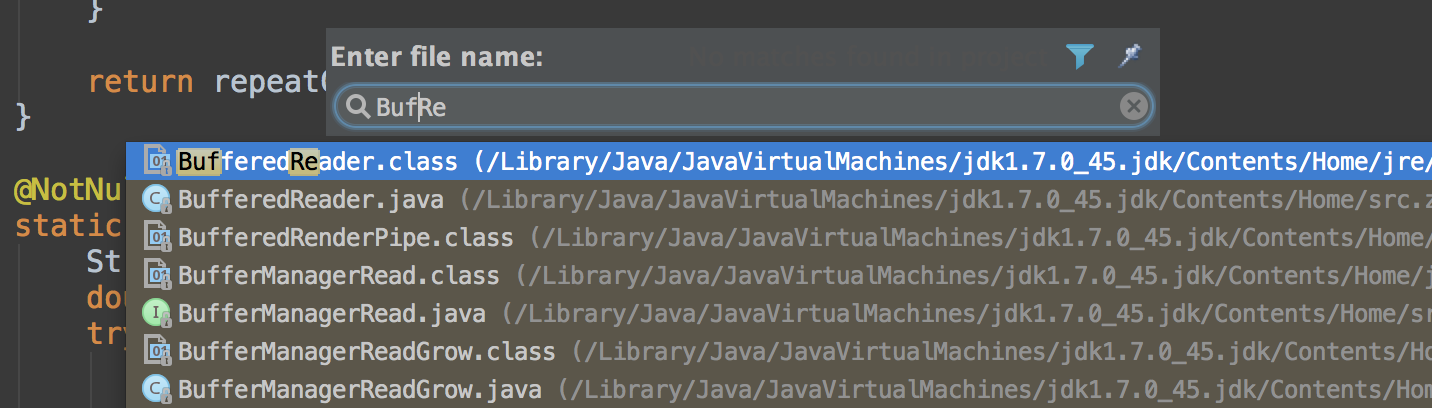 }
Enter file name:
return repeat
BufRe
}
BufferedReader.class (/Library/Java/JavaVirtualMachines/jdk1.7.0_45.jdk/Contents/Home/jre/
@NotNu
BufferedReader.java (/Library/Java/JavaVirtualMachines/jdk1.7.0_45.jdk/Contents/Home/src.z
static
BufferedRenderPipe.class (/Library/Java/JavaVirtualMachines/jdk1.7.0_45.jdk/Contents/Home/
St
BufferManagerRead.class (/Library/Java/JavaVirtualMachines/jdk1.7.0_45.jdk/Contents/Home/j
dou
BufferManagerRead.java (/Library/Java/JavaVirtualMachines/jdk1.7.0_45.jdk/Contents/Home/sr
try
BufferManagerReadGrow.class (/Library/Java/JavaVirtualMachines/jdk1.7.0_45.jdk/Contents/Ho
BufferManagerReadGrow.java (/Library/Java/JavaVirtualMachines/jdk1.7.0_45.jdk/Contents/Hom